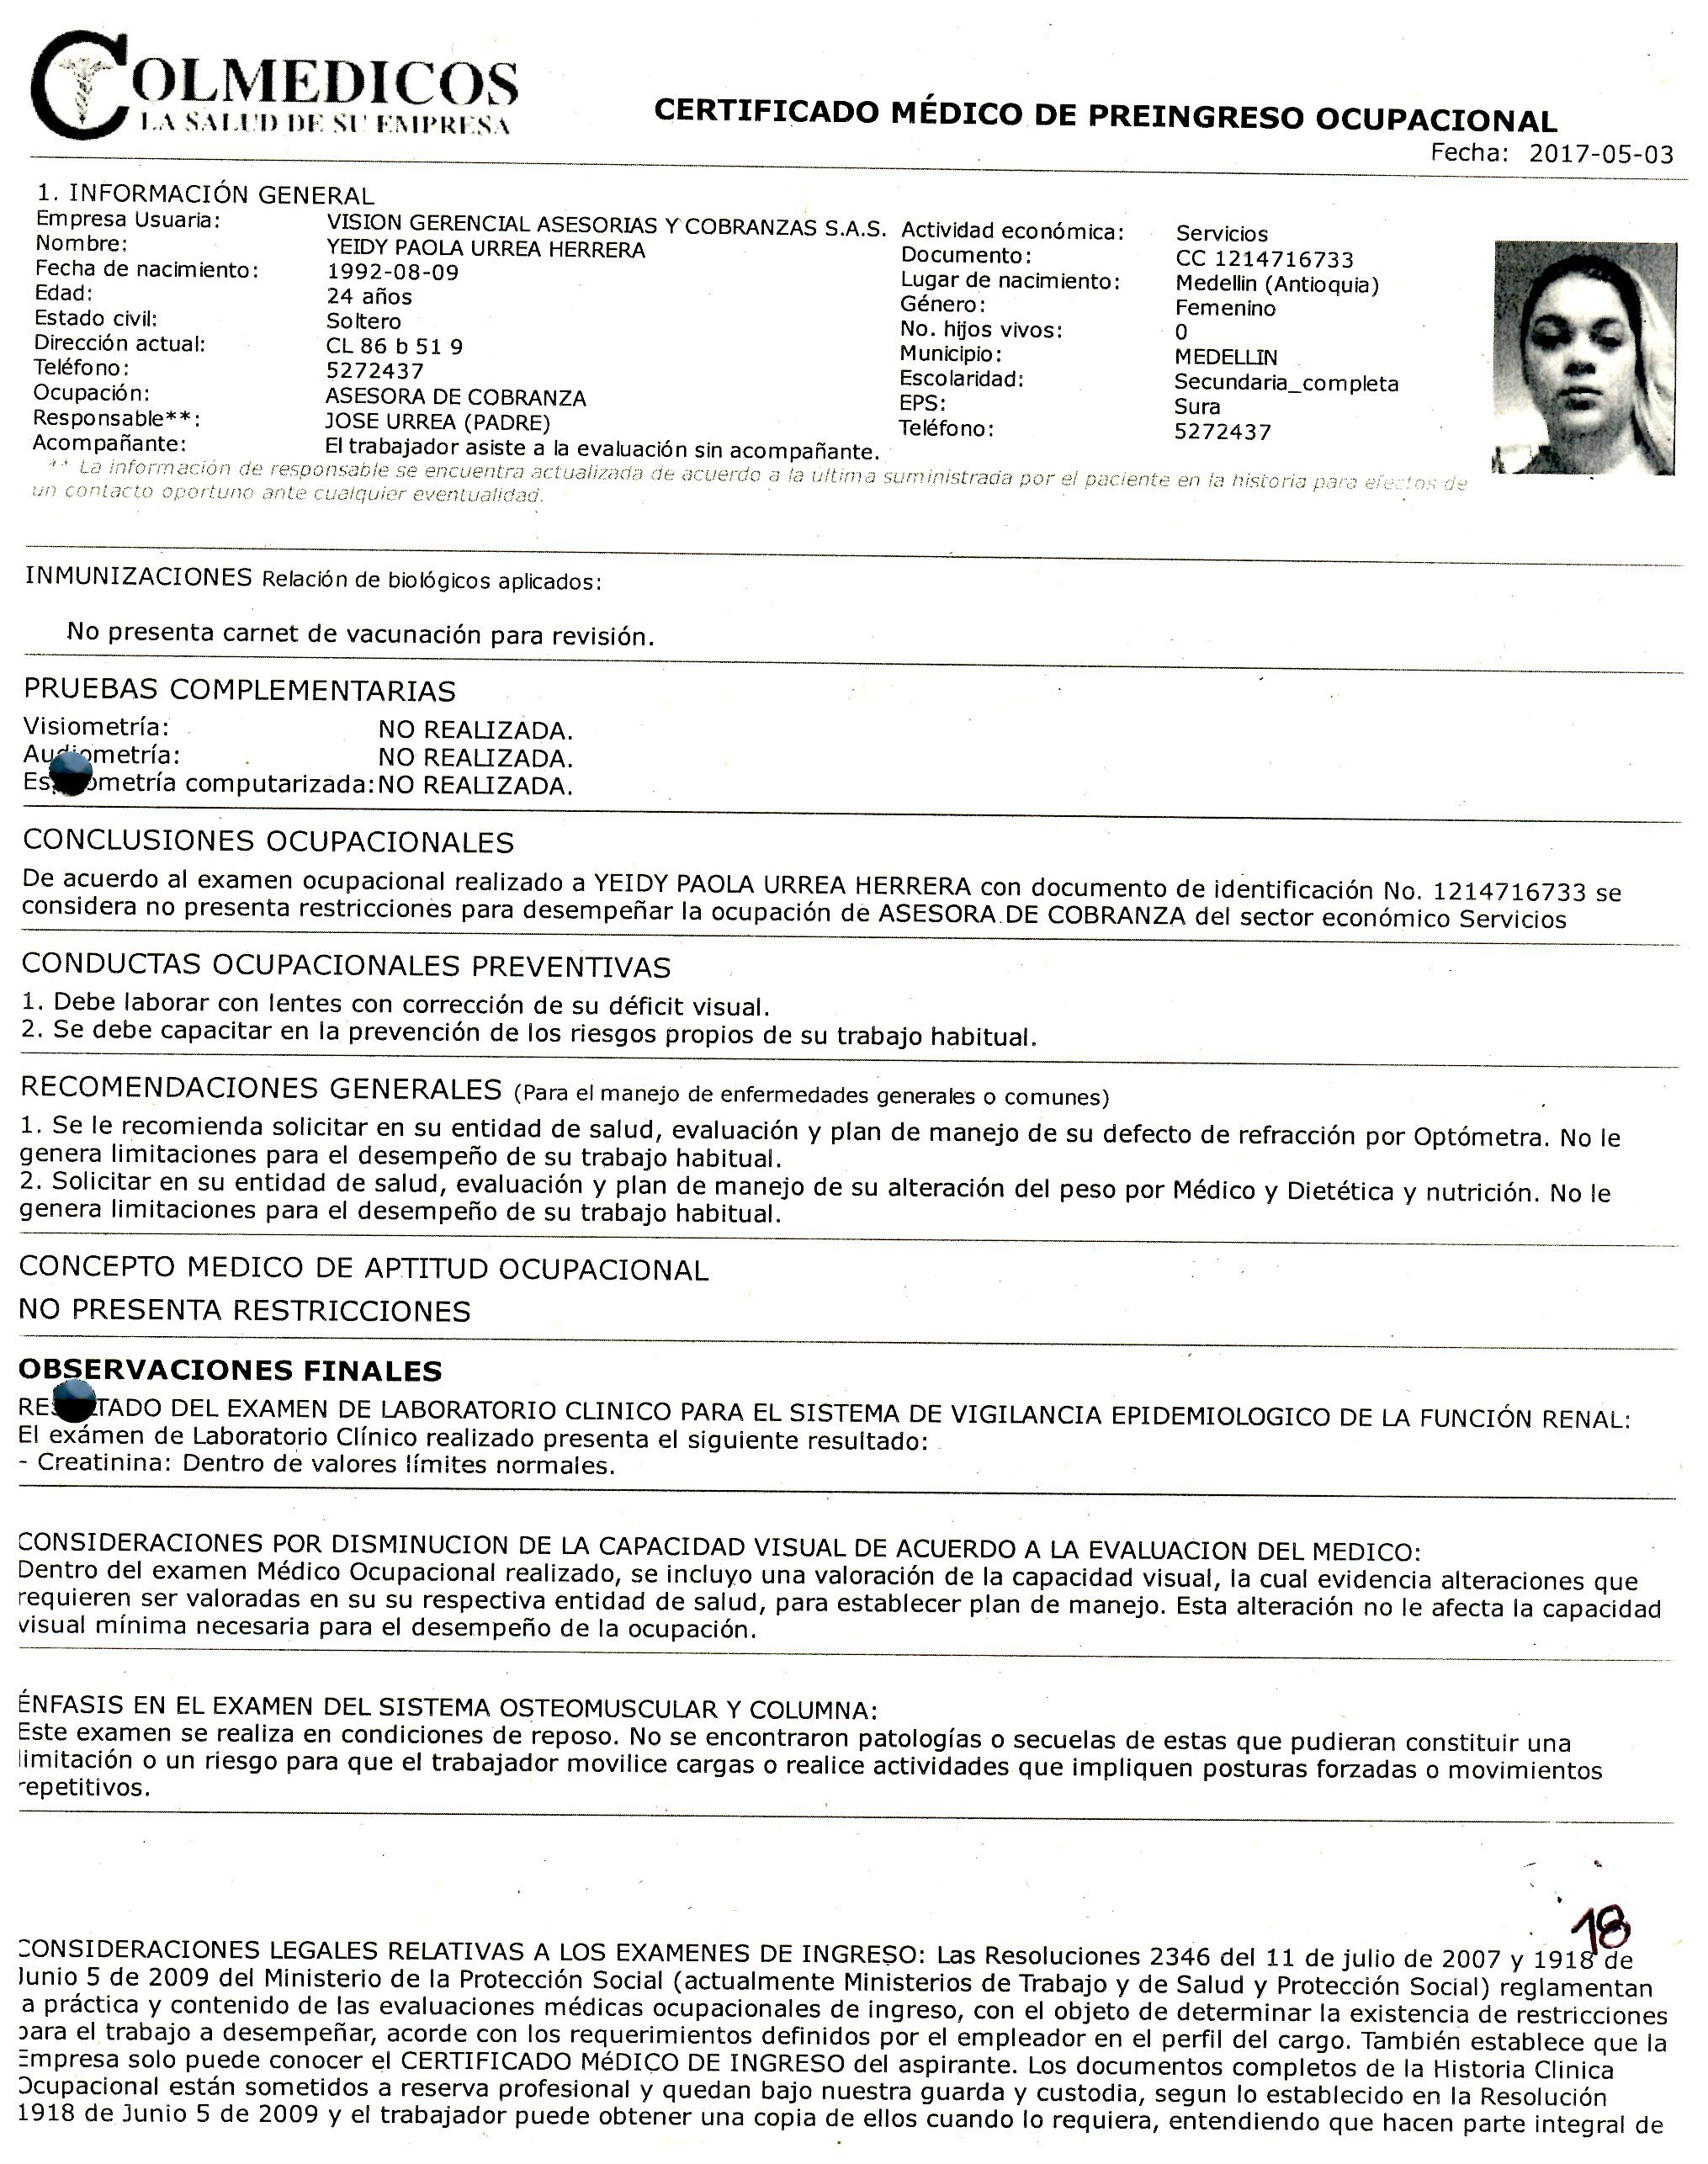 COLMEDICOS
LA SALUD DE SU EMPRESA
CERTIFICADO MÉDICO DE PREINGRESO OCUPACIONAL
Fecha: 2017-05-03
1. INFORMACIÓN GENERAL
Empresa Usuaria: VISION GERENCIAL ASESORIAS Y COBRANZAS S.A.S. Actividad económica: Servicios
Nombre: YEIDY PAOLA URREA HERRERA Documento: CC 1214716733
Fecha de nacimiento: 1992-08-09 Lugar de nacimiento: Medellin (Antioquia)
Edad: 24 años Género: Femenino
Estado civil: Soltero No. hijos vivos: 0
Dirección actual: CL 86 b 51 9 Municipio: MEDELLIN
Teléfono: 5272437 Escolaridad: Secundaria_completa
Ocupación: ASESORA DE COBRANZA EPS: Sura
Responsable**: JOSE URREA (PADRE) Teléfono: 5272437
Acompañante: El trabajador asiste a la evaluación sin acompañante.
** La información de responsable se encuentra actualizada de acuerdo a la ultima suministrada por el paciente en la historia para efectos de
un contacto oportuno ante cualquier eventualidad.
INMUNIZACIONES Relación de biológicos aplicados:
No presenta carnet de vacunación para revisión.
PRUEBAS COMPLEMENTARIAS
Visiometría: NO REALIZADA.
Audiometría: NO REALIZADA.
Espirometría computarizada: NO REALIZADA.
CONCLUSIONES OCUPACIONALES
De acuerdo al examen ocupacional realizado a YEIDY PAOLA URREA HERRERA con documento de identificación No. 1214716733 se
considera no presenta restricciones para desempeñar la ocupación de ASESORA DE COBRANZA del sector económico Servicios
CONDUCTAS OCUPACIONALES PREVENTIVAS
1. Debe laborar con lentes con corrección de su déficit visual.
2. Se debe capacitar en la prevención de los riesgos propios de su trabajo habitual.
RECOMENDACIONES GENERALES (Para el manejo de enfermedades generales o comunes)
1. Se le recomienda solicitar en su entidad de salud, evaluación y plan de manejo de su defecto de refracción por Optómetra. No le
genera limitaciones para el desempeño de su trabajo habitual.
2. Solicitar en su entidad de salud, evaluación y plan de manejo de su alteración del peso por Médico y Dietética y nutrición. No le
genera limitaciones para el desempeño de su trabajo habitual.
CONCEPTO MEDICO DE APTITUD OCUPACIONAL
NO PRESENTA RESTRICCIONES
OBSERVACIONES FINALES
RESULTADO DEL EXAMEN DE LABORATORIO CLINICO PARA EL SISTEMA DE VIGILANCIA EPIDEMIOLOGICO DE LA FUNCIÓN RENAL:
El exámen de Laboratorio Clínico realizado presenta el siguiente resultado:
- Creatinina: Dentro de valores límites normales.
CONSIDERACIONES POR DISMINUCION DE LA CAPACIDAD VISUAL DE ACUERDO A LA EVALUACION DEL MEDICO:
Dentro del examen Médico Ocupacional realizado, se incluyo una valoración de la capacidad visual, la cual evidencia alteraciones que
requieren ser valoradas en su su respectiva entidad de salud, para establecer plan de manejo. Esta alteración no le afecta la capacidad
visual mínima necesaria para el desempeño de la ocupación.
ÉNFASIS EN EL EXAMEN DEL SISTEMA OSTEOMUSCULAR Y COLUMNA:
Este examen se realiza en condiciones de reposo. No se encontraron patologías o secuelas de estas que pudieran constituir una
limitación o un riesgo para que el trabajador movilice cargas o realice actividades que impliquen posturas forzadas o movimientos
repetitivos.
18
CONSIDERACIONES LEGALES RELATIVAS A LOS EXAMENES DE INGRESO: Las Resoluciones 2346 del 11 de julio de 2007 y 1918 de
Junio 5 de 2009 del Ministerio de la Protección Social (actualmente Ministerios de Trabajo y de Salud y Protección Social) reglamentan
a práctica y contenido de las evaluaciones médicas ocupacionales de ingreso, con el objeto de determinar la existencia de restricciones
para el trabajo a desempeñar, acorde con los requerimientos definidos por el empleador en el perfil del cargo. También establece que la
Empresa solo puede conocer el CERTIFICADO MéDICO DE INGRESO del aspirante. Los documentos completos de la Historia Clinica
Ocupacional están sometidos a reserva profesional y quedan bajo nuestra guarda y custodia, segun lo establecido en la Resolución
1918 de Junio 5 de 2009 y el trabajador puede obtener una copia de ellos cuando lo requiera, entendiendo que hacen parte integral de